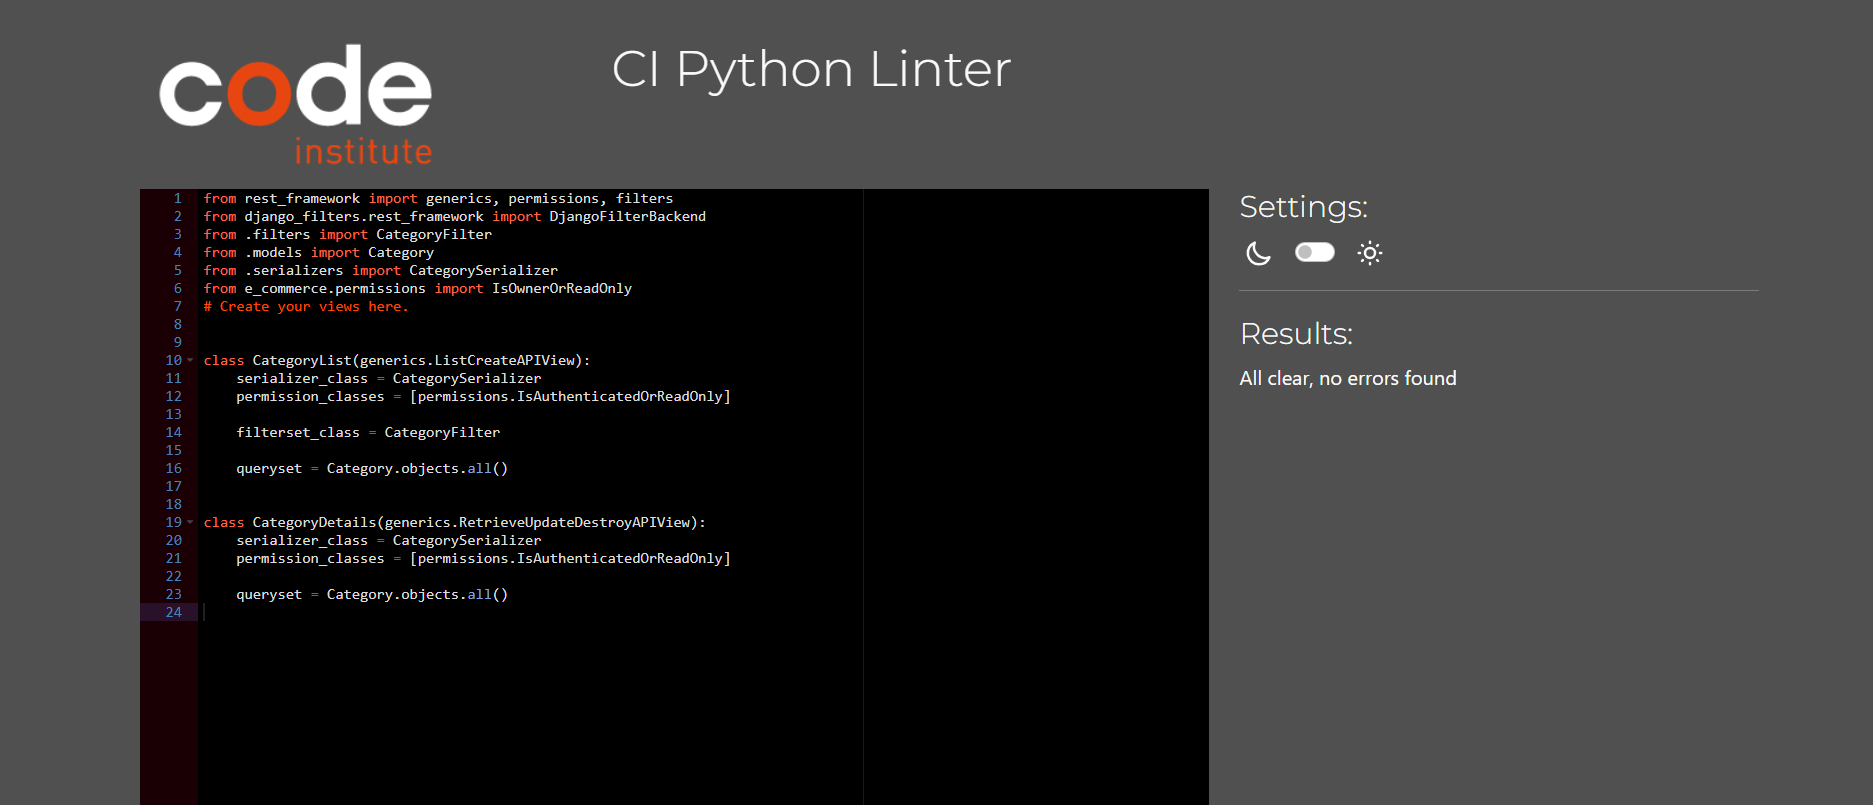 code
institute
CI Python Linter
1 from rest_framework import generics, permissions, filters
2 from django_filters.rest_framework import DjangoFilterBackend
3 from .filters import CategoryFilter
4 from .models import Category
5 from .serializers import CategorySerializer
6 from e_commerce.permissions import IsOwnerOrReadOnly
7 # Create your views here.
8
9
10 class CategoryList(generics.ListCreateAPIView):
11     serializer_class = CategorySerializer
12     permission_classes = [permissions.IsAuthenticatedOrReadOnly]
13
14     filterset_class = CategoryFilter
15
16     queryset = Category.objects.all()
17
18
19 class CategoryDetails(generics.RetrieveUpdateDestroyAPIView):
20     serializer_class = CategorySerializer
21     permission_classes = [permissions.IsAuthenticatedOrReadOnly]
22
23     queryset = Category.objects.all()
24
Settings:
Results:
All clear, no errors found